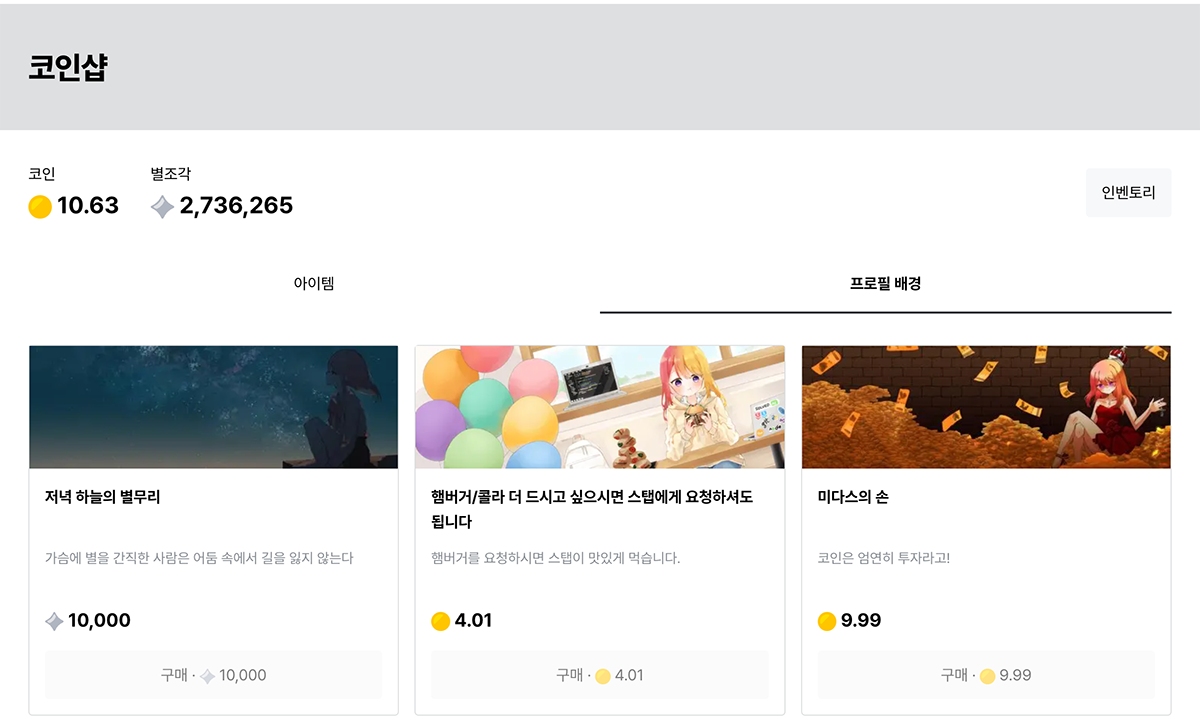 코인샵
코인
10.63
별조각
2,736,265
인벤토리
아이템
프로필 배경
저녁 하늘의 별무리
가슴에 별을 간직한 사람은 어둠 속에서 길을 잃지 않는다
10,000
구매 · 10,000
햄버거/콜라 더 드시고 싶으시면 스탭에게 요청하셔도
됩니다
햄버거를 요청하시면 스탭이 맛있게 먹습니다.
4.01
구매 · 4.01
미다스의 손
코인은 엄연히 투자라고!
9.99
구매 · 9.99